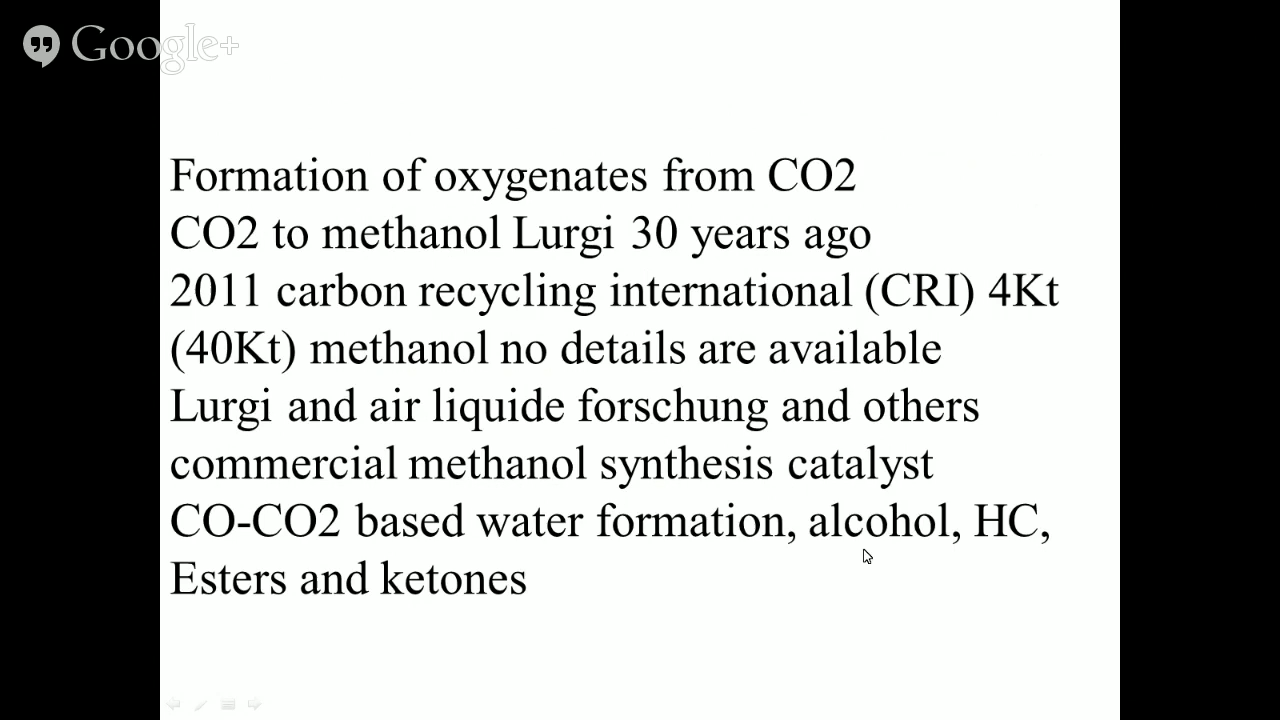 Google+
Formation of oxygenates from CO2
CO2 to methanol Lurgi 30 years ago
2011 carbon recycling international (CRI) 4Kt
(40Kt) methanol no details are available
Lurgi and air liquide forschung and others
commercial methanol synthesis catalyst
CO-CO2 based water formation, alcohol, HC,
Esters and ketones